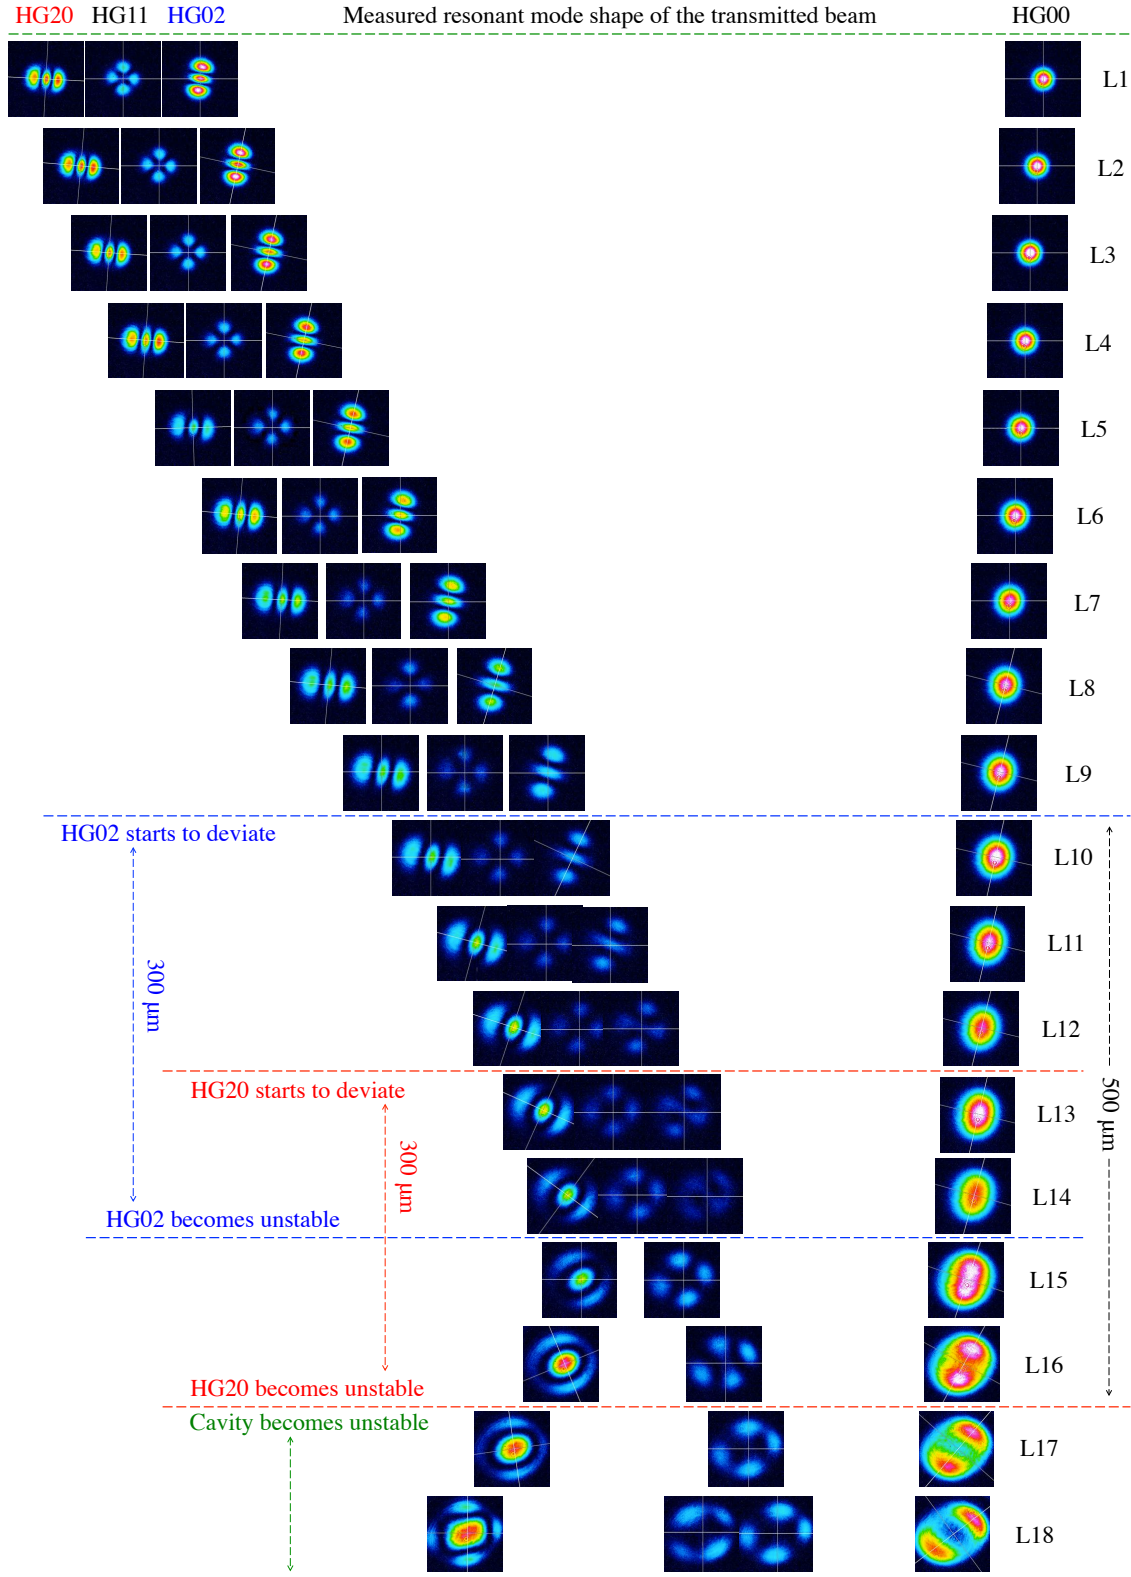 HG20 HG11 HG02 Measured resonant mode shape of the transmitted beam HG00
L1
L2
L3
L4
L5
L6
L7
L8
L9
HG02 starts to deviate
L10
L11
300 μm
L12
HG20 starts to deviate
L13
500 μm
300 μm
L14
HG02 becomes unstable
L15
L16
HG20 becomes unstable
Cavity becomes unstable
L17
L18